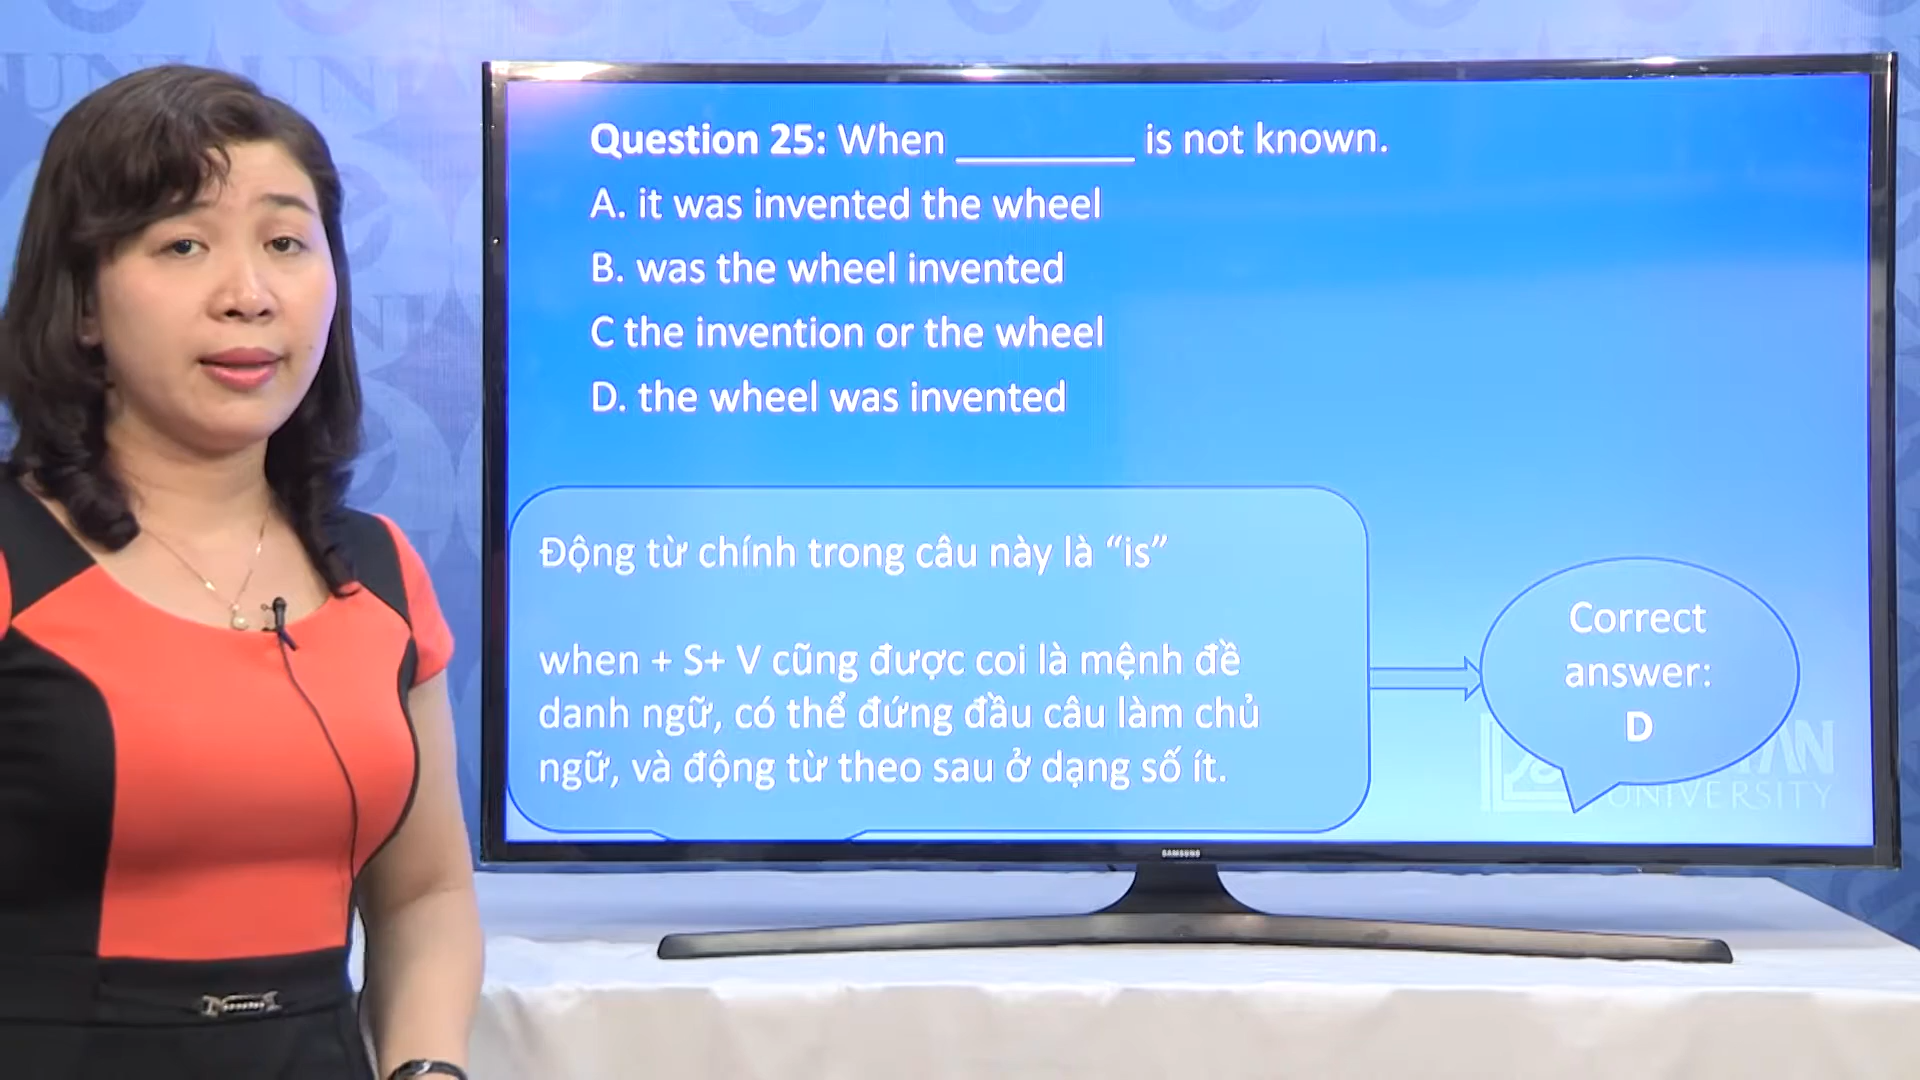 Question 25: When ________ is not known.
A. it was invented the wheel
B. was the wheel invented
C the invention or the wheel
D. the wheel was invented
Động từ chính trong câu này là “is”
when + S+ V cũng được coi là mệnh đề
danh ngữ, có thể đứng đầu câu làm chủ
ngữ, và động từ theo sau ở dạng số ít.
Correct
answer:
D
UNIVERSITY
SAMSUNG